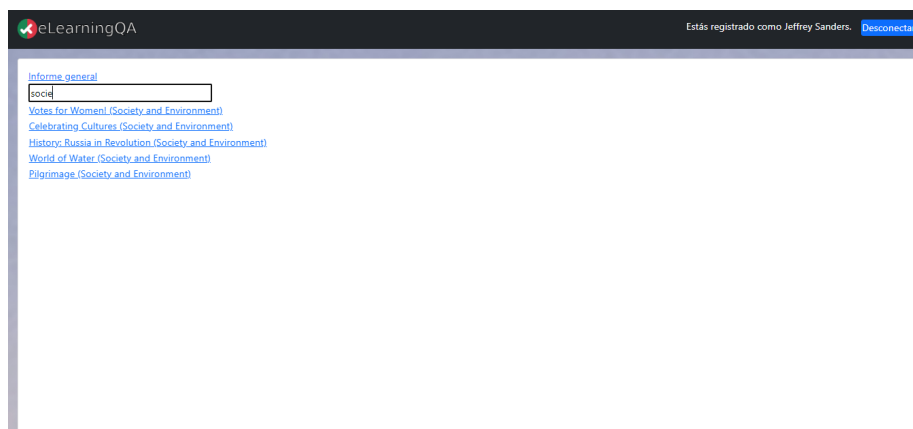 eLearningQA
Estás registrado como Jeffrey Sanders. Desconectar
Informe general
socie
Votes for Women! (Society and Environment)
Celebrating Cultures (Society and Environment)
History: Russia in Revolution (Society and Environment)
World of Water (Society and Environment)
Pilgrimage (Society and Environment)